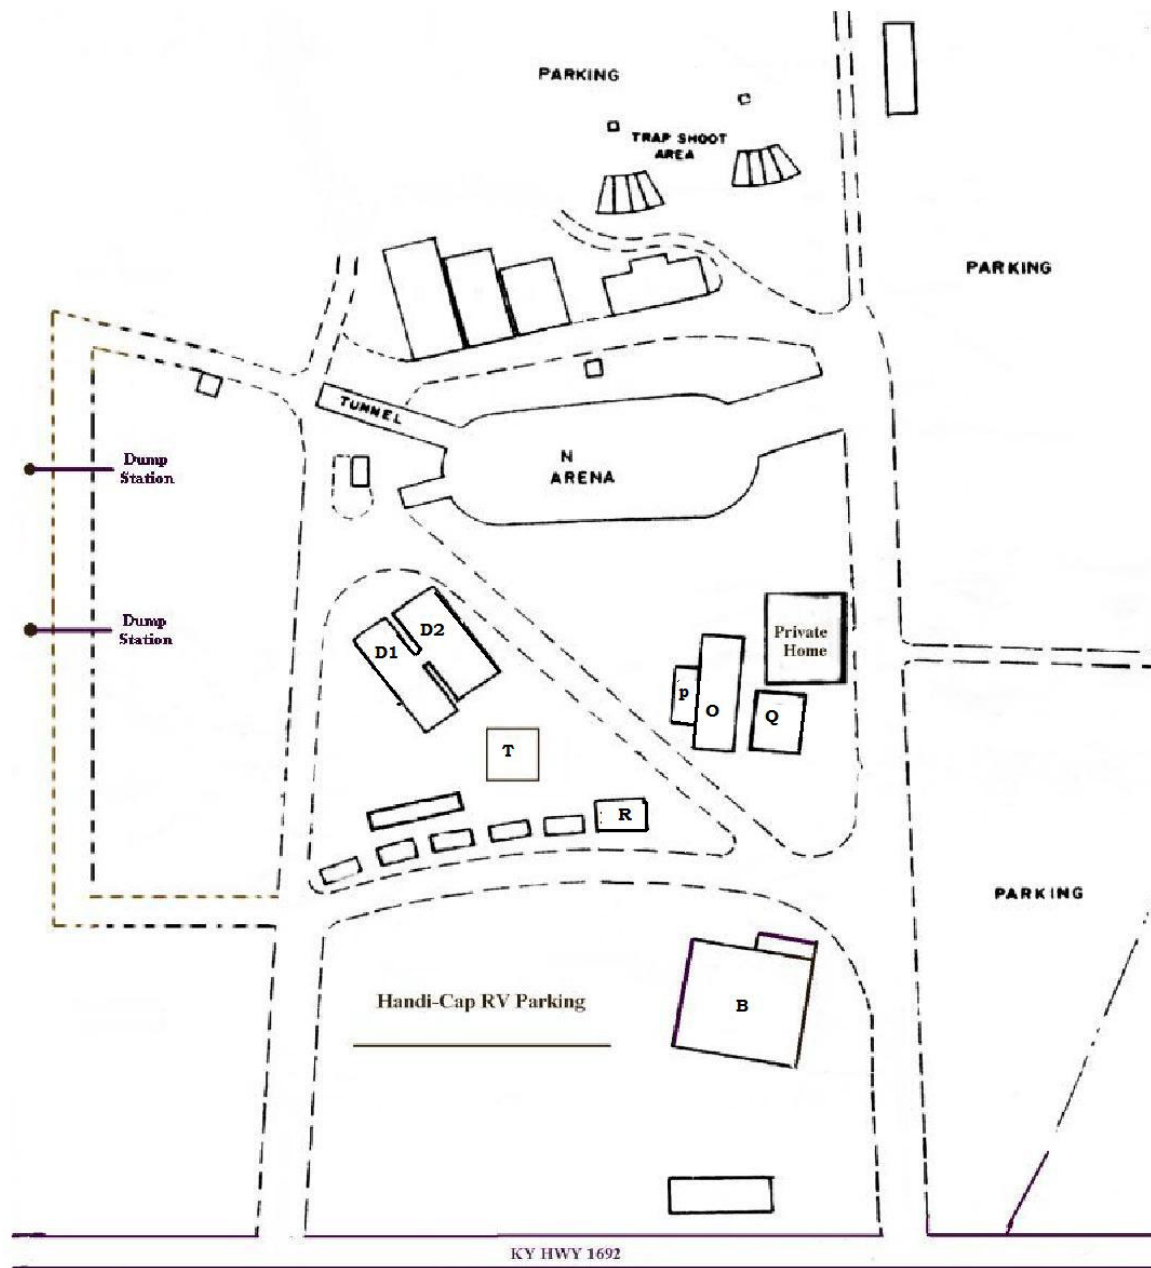 PARKING
TRAP SHOOT
AREA
PARKING
TUNNEL
N
ARENA
Dump
Station
Dump
Station
D1
D2
Private
Home
P
O
Q
T
R
PARKING
Handi-Cap RV Parking
B
KY HWY 1692